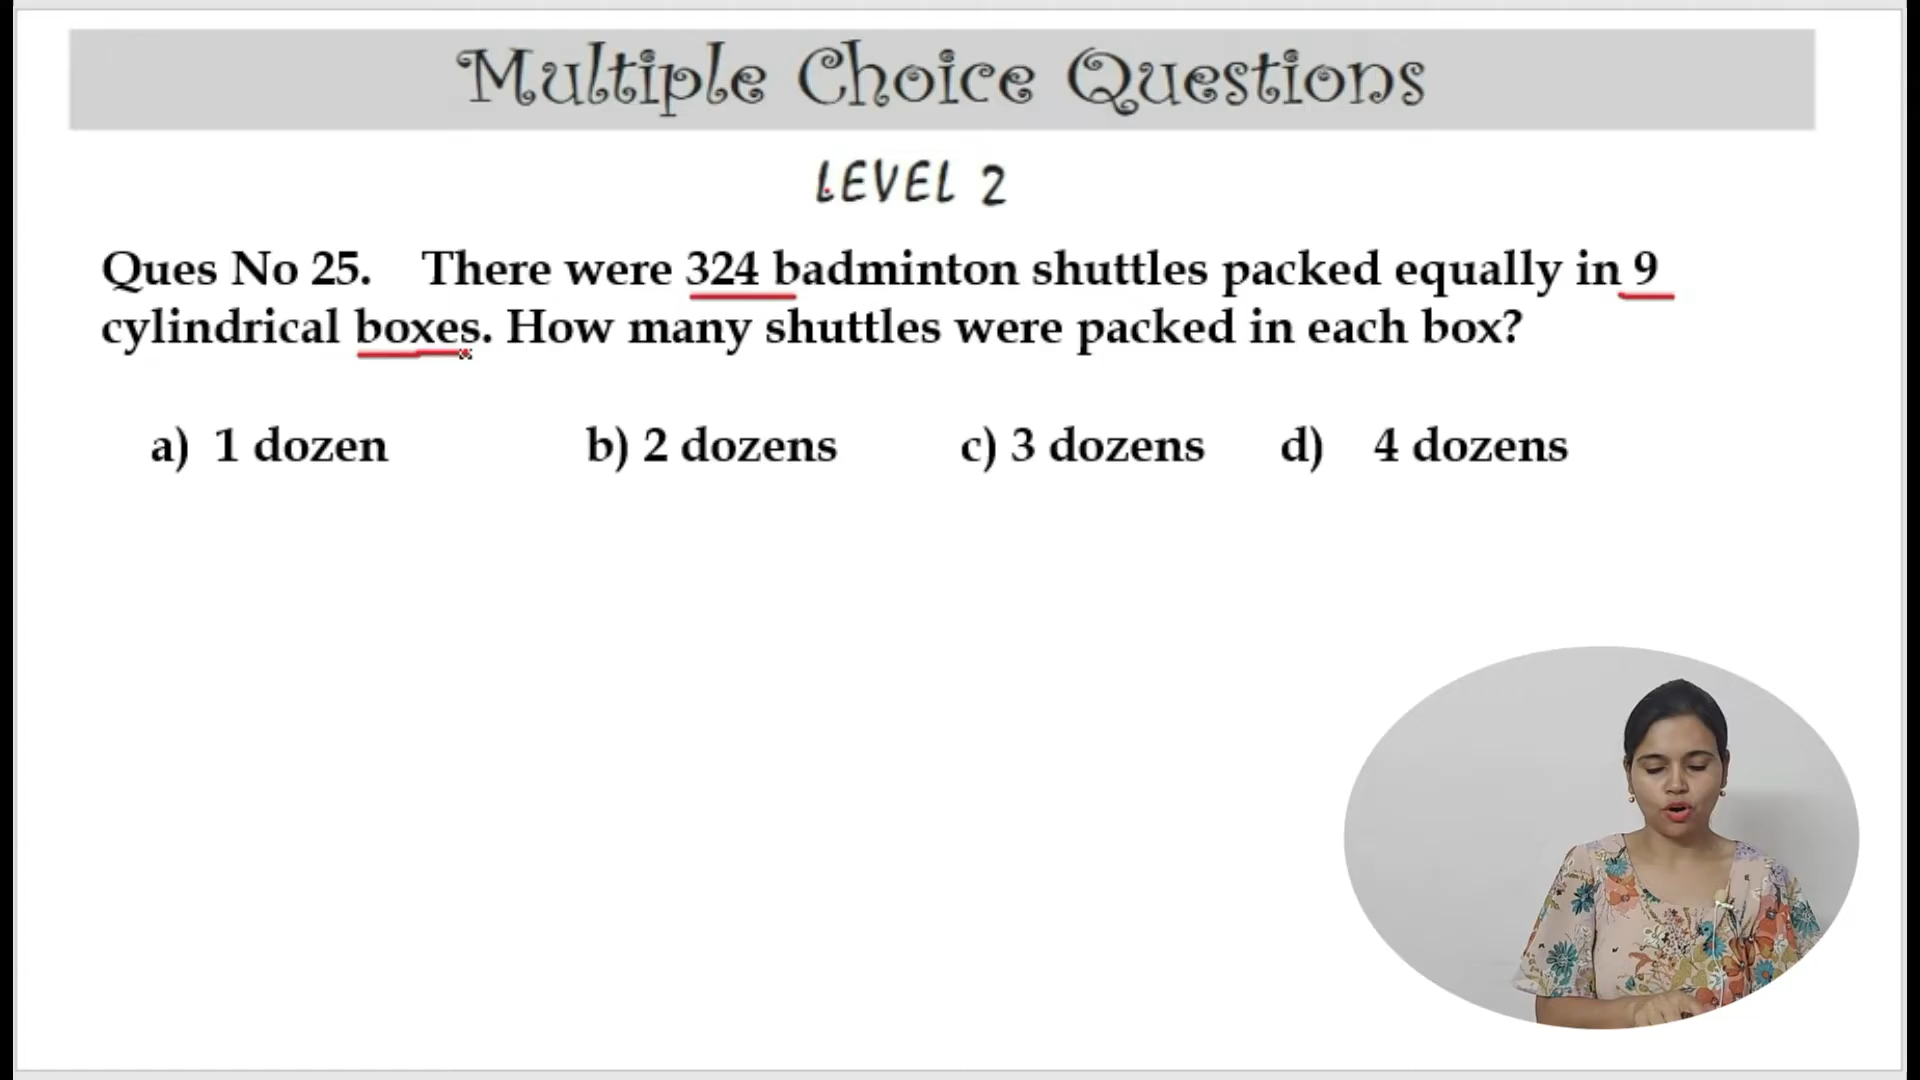 Multiple Choice Questions
LEVEL 2
Ques No 25. There were 324 badminton shuttles packed equally in 9
cylindrical boxes. How many shuttles were packed in each box?
a) 1 dozen b) 2 dozens c) 3 dozens d) 4 dozens